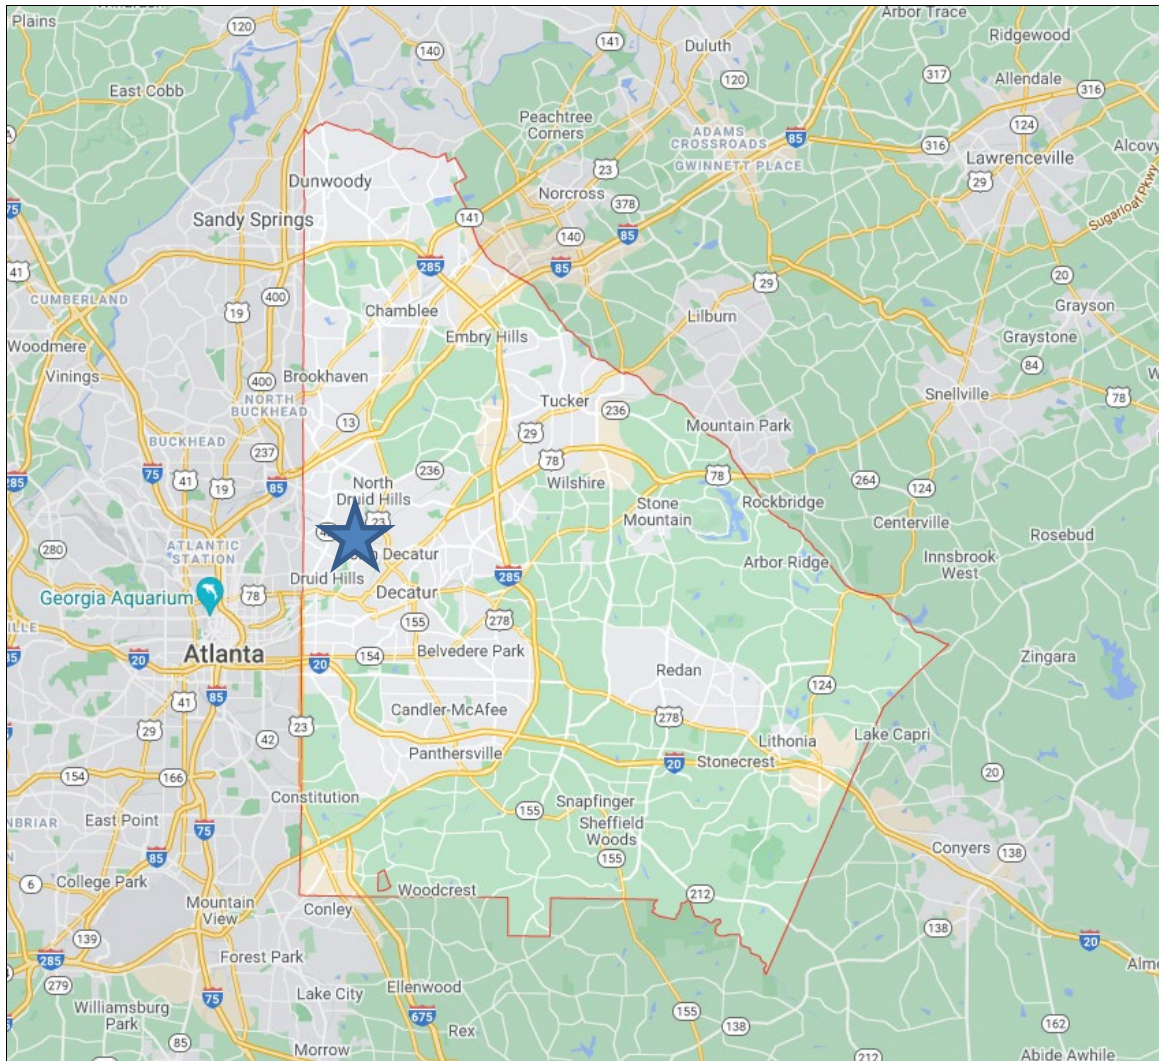 Plains
120
141
Duluth
Arbor Trace
Ridgewood
140
120
317
Allendale
316
East Cobb
Peachtree
Corners
ADAMS
CROSSROADS
85
124
316
Alcovy
GWINNETT PLACE
Lawrenceville
Dunwoody
23
29
Norcross
378
Sugarloaf Pkwy
75
Sandy Springs
141
140
85
41
285
85
20
400
29
CUMBERLAND
19
Chamblee
Grayson
Lilburn
Woodmere
Embry Hills
Graystone
84
Vinings
400
Brookhaven
Snellville
78
NORTH
BUCKHEAD
Tucker
236
13
Mountain Park
BUCKHEAD
29
237
78
236
78
285
75
41
19
85
North
Druid Hills
Wilshire
264
124
Stone
Mountain
Rockbridge
23
Centerville
280
ATLANTIC
STATION
Decatur
Rosebud
Innsbrook
West
Arbor Ridge
Druid Hills
285
Georgia Aquarium
78
Decatur
155
278
Atlanta
154
Belvedere Park
20
20
Zingara
Redan
85
124
41
Candler-McAfee
29
23
42
278
Panthersville
Lithonia
Lake Capri
20
Stonecrest
154
166
20
Constitution
Snapfinger
155
East Point
Sheffield
Woods
75
85
155
Conyers
138
6
College Park
Woodcrest
212
Mountain
View
Conley
138
139
20
285
Forest Park
279
Ellenwood
75
Lake City
Williamsburg
Park
675
155
Rex
138
162
85
Morrow
212
Abide Awhile